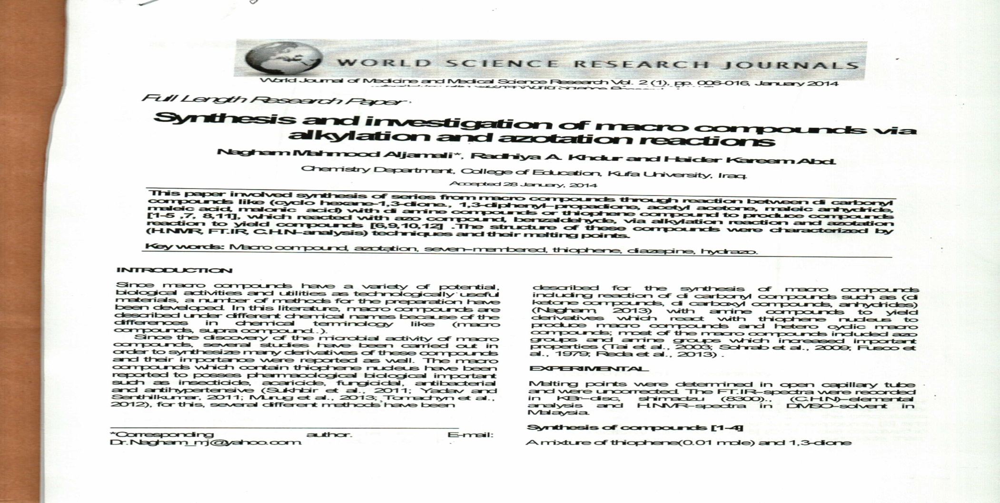 WORLD SCIENCE RESEARCH JOURNALS
World Journal of Medicine and Medical Science Research Vol. 2 (1), pp. 006-016, January 2014
World Science
Full Length Research Paper
Synthesis and investigation of macro compounds via
alkylation and azotation reactions
Nagham Mahmood Aljamali*, Radhiya A. Khdur and Haider Kareem Abd.
Chemistry Department, College of Education, Kufa University, Iraq.
Accepted 28 January, 2014
This paper involved synthesis of series from macro compounds through reaction between di carbonyl
compounds like (cyclo hexane-1,3-dione., 1,3-diphenyl–propadione, acetyl acetone, maleic anhydride,
maleic acid, malonic acid) with di amine compounds or thiophene compound to produce compounds
[1-5 ,7, 8,11], which reacted with azo compound, benzaldehyde, via alkylation reaction and azotation
reaction to yield compounds [6,9,10,12] .The structure of these compounds were characterized by
(H.NMR, FT.IR, C.H.N–analysis) techniques and their melting points.
Key words: Macro compound, azotation, seven–membered, thiophene, diazepine, hydrazo.
INTRODUCTION
Since macro compounds have a variety of potential,
biological activities and utilities as technologically useful
materials, a number of methods for the preparation have
been developed. In this literature, macro compounds are
described under different chemical names because of the
differences in chemical terminology like (macro
compounds, supra compound..).
Since the discovery of the microbial activity of macro
compounds, several studies have been carried out in
order to synthesize many derivatives of these compounds
and their importance were reported as well. The macro
compounds which contain thiophene nucleus have been
reported to posses pharmacological biological important
such as insecticide, acaricide, fungicidal, antibacterial
and antihypertensive (Sukhbir et al., 2011; Yadav and
Senthilkumar, 2011; Murug et al., 2013; Tomachyn et al.,
2012), for this, several different methods have been
*Corresponding author. E-mail:
Dr.Nagham_mj@yahoo.com.
described for the synthesis of macro compounds
including reaction of di carbonyl compounds such as (di
ketone compounds, di carboxyl compounds, anhydrides)
(Nagham 2013) with amine compounds to yield
derivatives which react with thiophene nucleus to
produce macro compounds and hetero cyclic macro
compounds; most of the macro compounds included azo
groups and amine groups which increased important
properties (Tai et al., 2003; Sohrab et al., 2009; Fusco et
al., 1979; Reda et al., 2013) .
EXPERIMENTAL
Melting points were determined in open capillary tube
and were uncorrected. The FT.IR–spectra were recorded
in KBr–disc, shimadzu (8300)., (C.H.N)–elemental
analysis and H.NMR–spectra in DMSO–solvent in
Malaysia.
Synthesis of compounds [1-4]
A mixture of thiophene(0.01 mole) and 1,3–dione